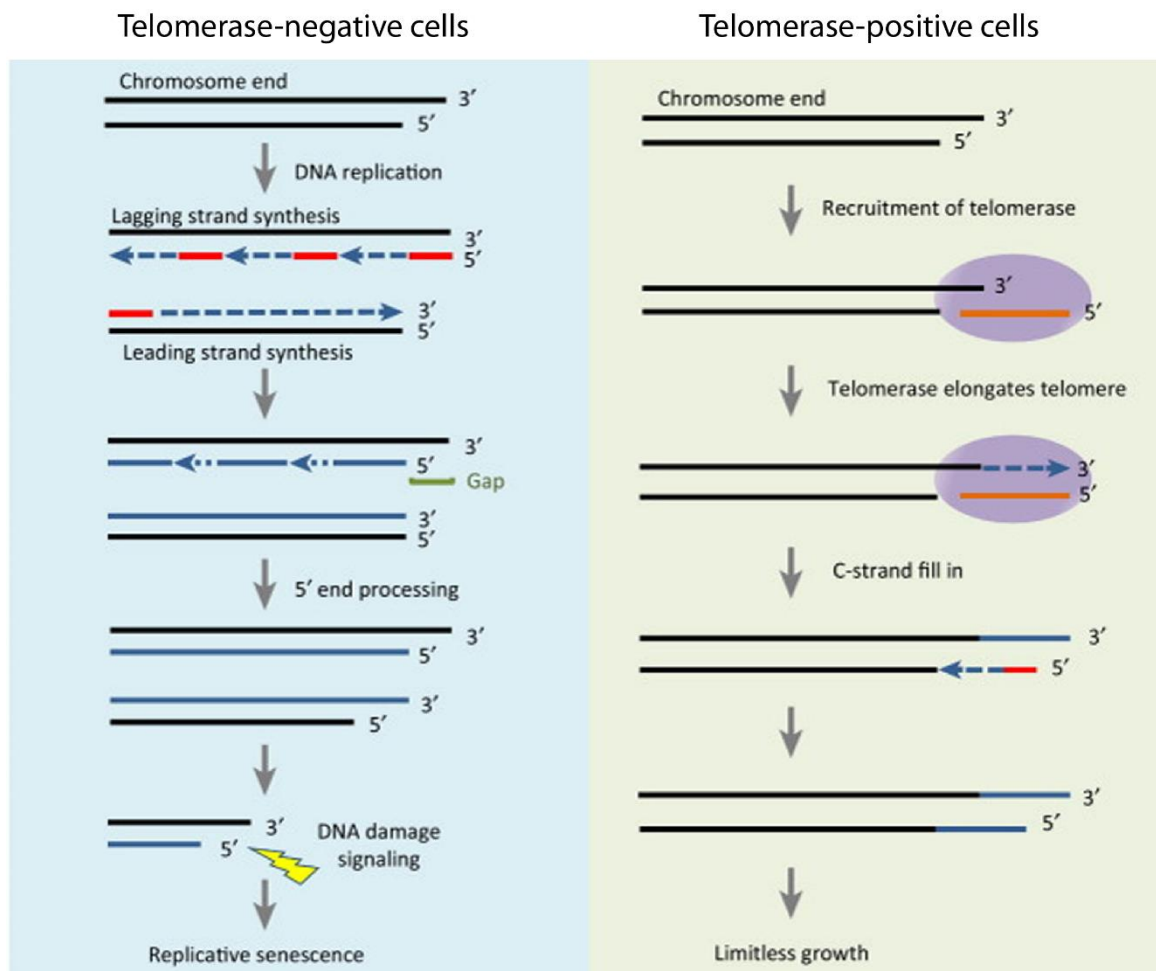 Telomerase-negative cells
Chromosome end
3′
5′
DNA replication
Lagging strand synthesis
3′
5′
3′
5′
Leading strand synthesis
3′
5′
Gap
3′
5′
5′ end processing
3′
5′
3′
5′
3′
5′
DNA damage
signaling
Replicative senescence
Telomerase-positive cells
Chromosome end
3′
5′
Recruitment of telomerase
3′
5′
Telomerase elongates telomere
3′
5′
C-strand fill in
3′
5′
3′
5′
Limitless growth